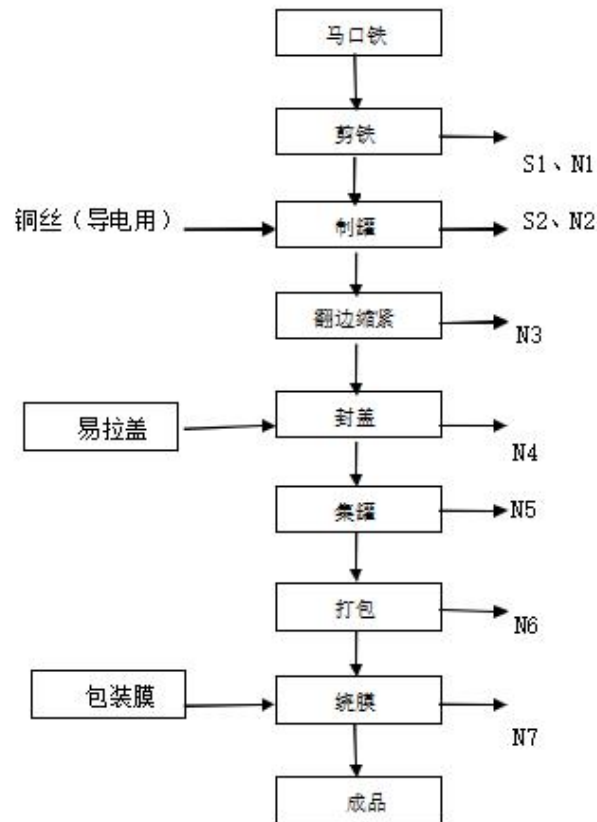 马口铁
剪铁
S1、N1
铜丝（导电用）
制罐
S2、N2
翻边缩紧
N3
易拉盖
封盖
N4
集罐
N5
打包
N6
包装膜
绕膜
N7
成品